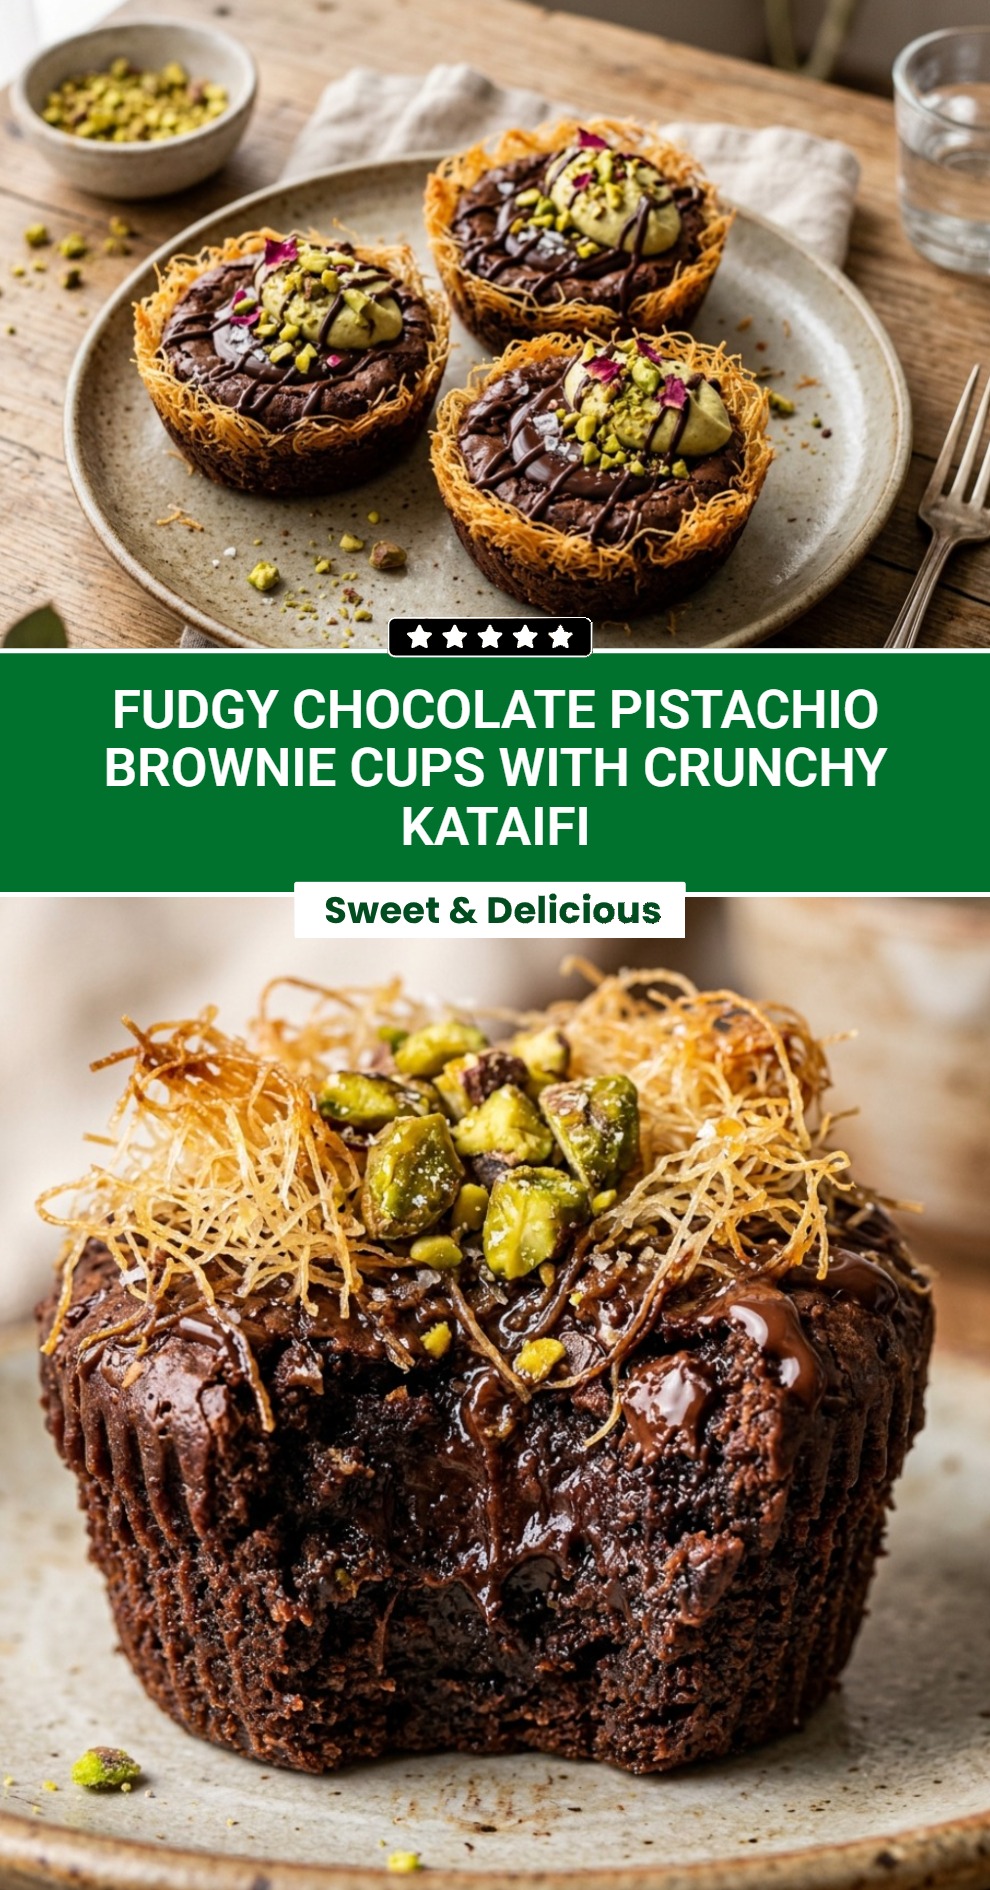 FUDGY CHOCOLATE PISTACHIO
BROWNIE CUPS WITH CRUNCHY
KATAIFI
Sweet & Delicious